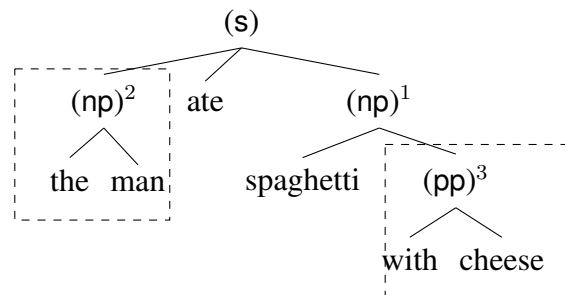 (s)
(np)² ate (np)¹
the man spaghetti (pp)³
with cheese